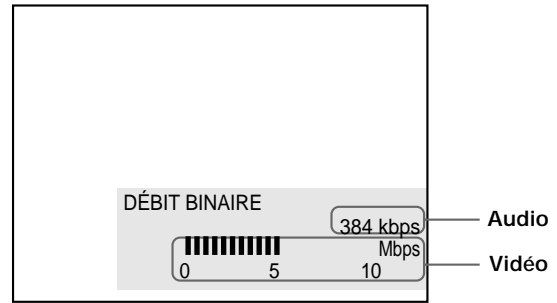 DÉBIT BINAIRE
384 kbps
Audio
Mbps
Vidéo
0 5 10